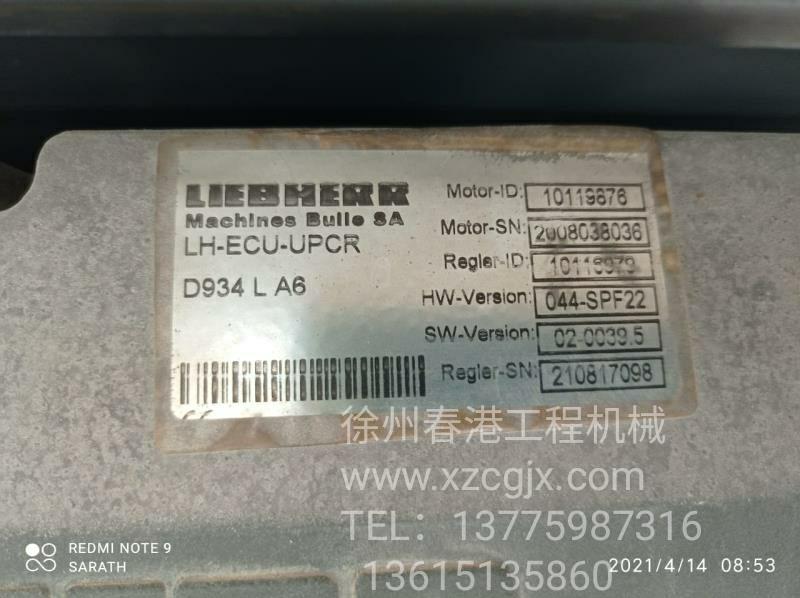 LIEBHERR
Machines Bulle SA
LH-ECU-UPCR
D934 L A6
Motor-ID: 10119876
Motor-SN: 2008038036
Regler-ID: 10116979
HW-Version: 044-SPF22
SW-Version: 02-0039.5
Regler-SN: 210817098
徐州春港工程机械
www.xzcgjx.com
TEL：13775987316
13615135860
REDMI NOTE 9
SARATH
2021/4/14 08:53